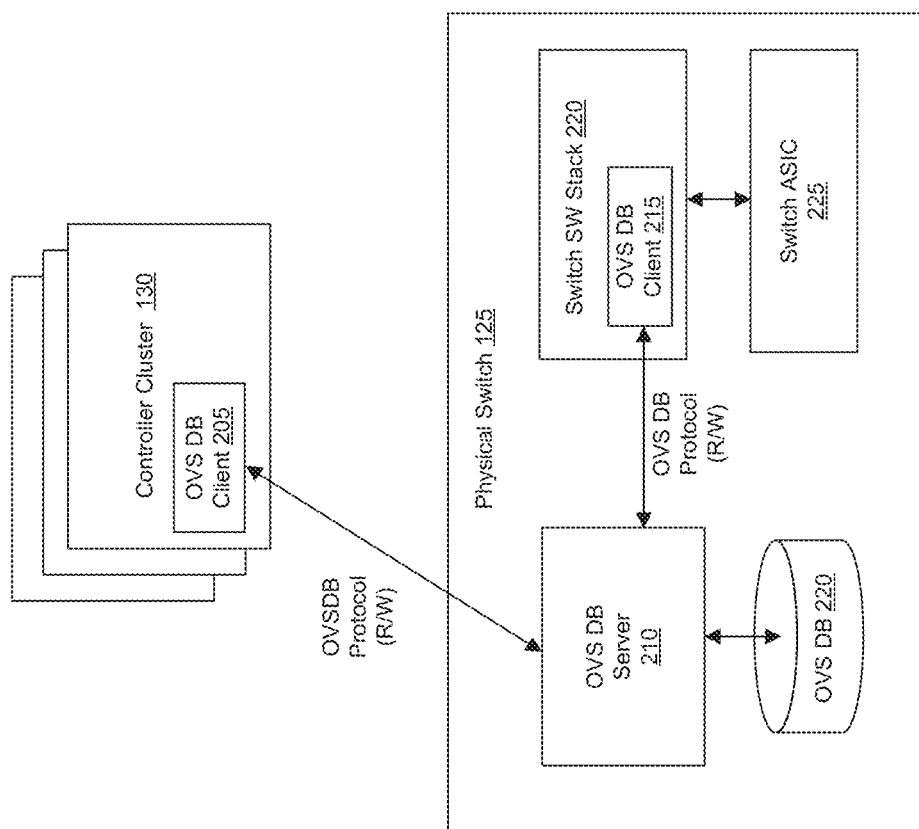 Controller Cluster 130
OVS DB
Client 205
OVSDB
Protocol
(R/W)
Physical Switch 125
OVS DB
Server
210
OVS DB 220
OVS DB
Protocol
(R/W)
Switch SW Stack 220
OVS DB
Client 215
Switch ASIC
225